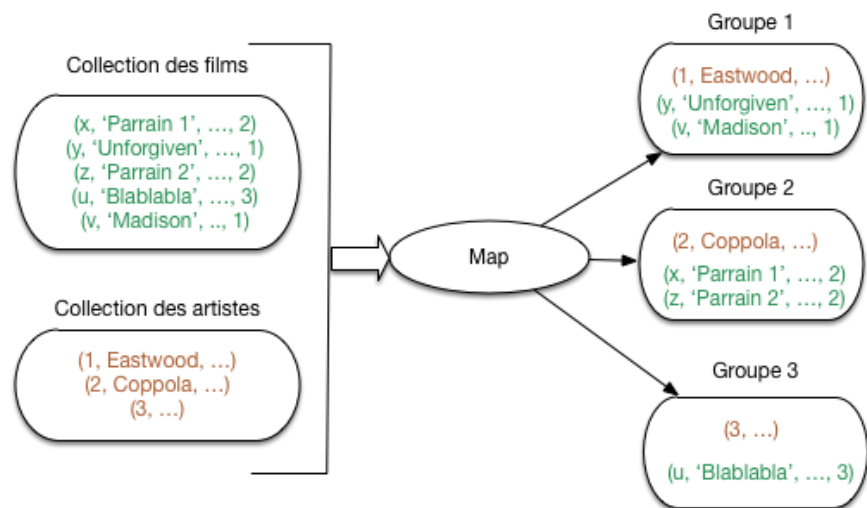 Collection des films
(x, ‘Parrain 1’, …, 2)
(y, ‘Unforgiven’, …, 1)
(z, ‘Parrain 2’, …, 2)
(u, ‘Blablabla’, …, 3)
(v, ‘Madison’, .., 1)
Collection des artistes
(1, Eastwood, …)
(2, Coppola, …)
(3, …)
Map
Groupe 1
(1, Eastwood, …)
(y, ‘Unforgiven’, …, 1)
(v, ‘Madison’, .., 1)
Groupe 2
(2, Coppola, …)
(x, ‘Parrain 1’, …, 2)
(z, ‘Parrain 2’, …, 2)
Groupe 3
(3, …)
(u, ‘Blablabla’, …, 3)